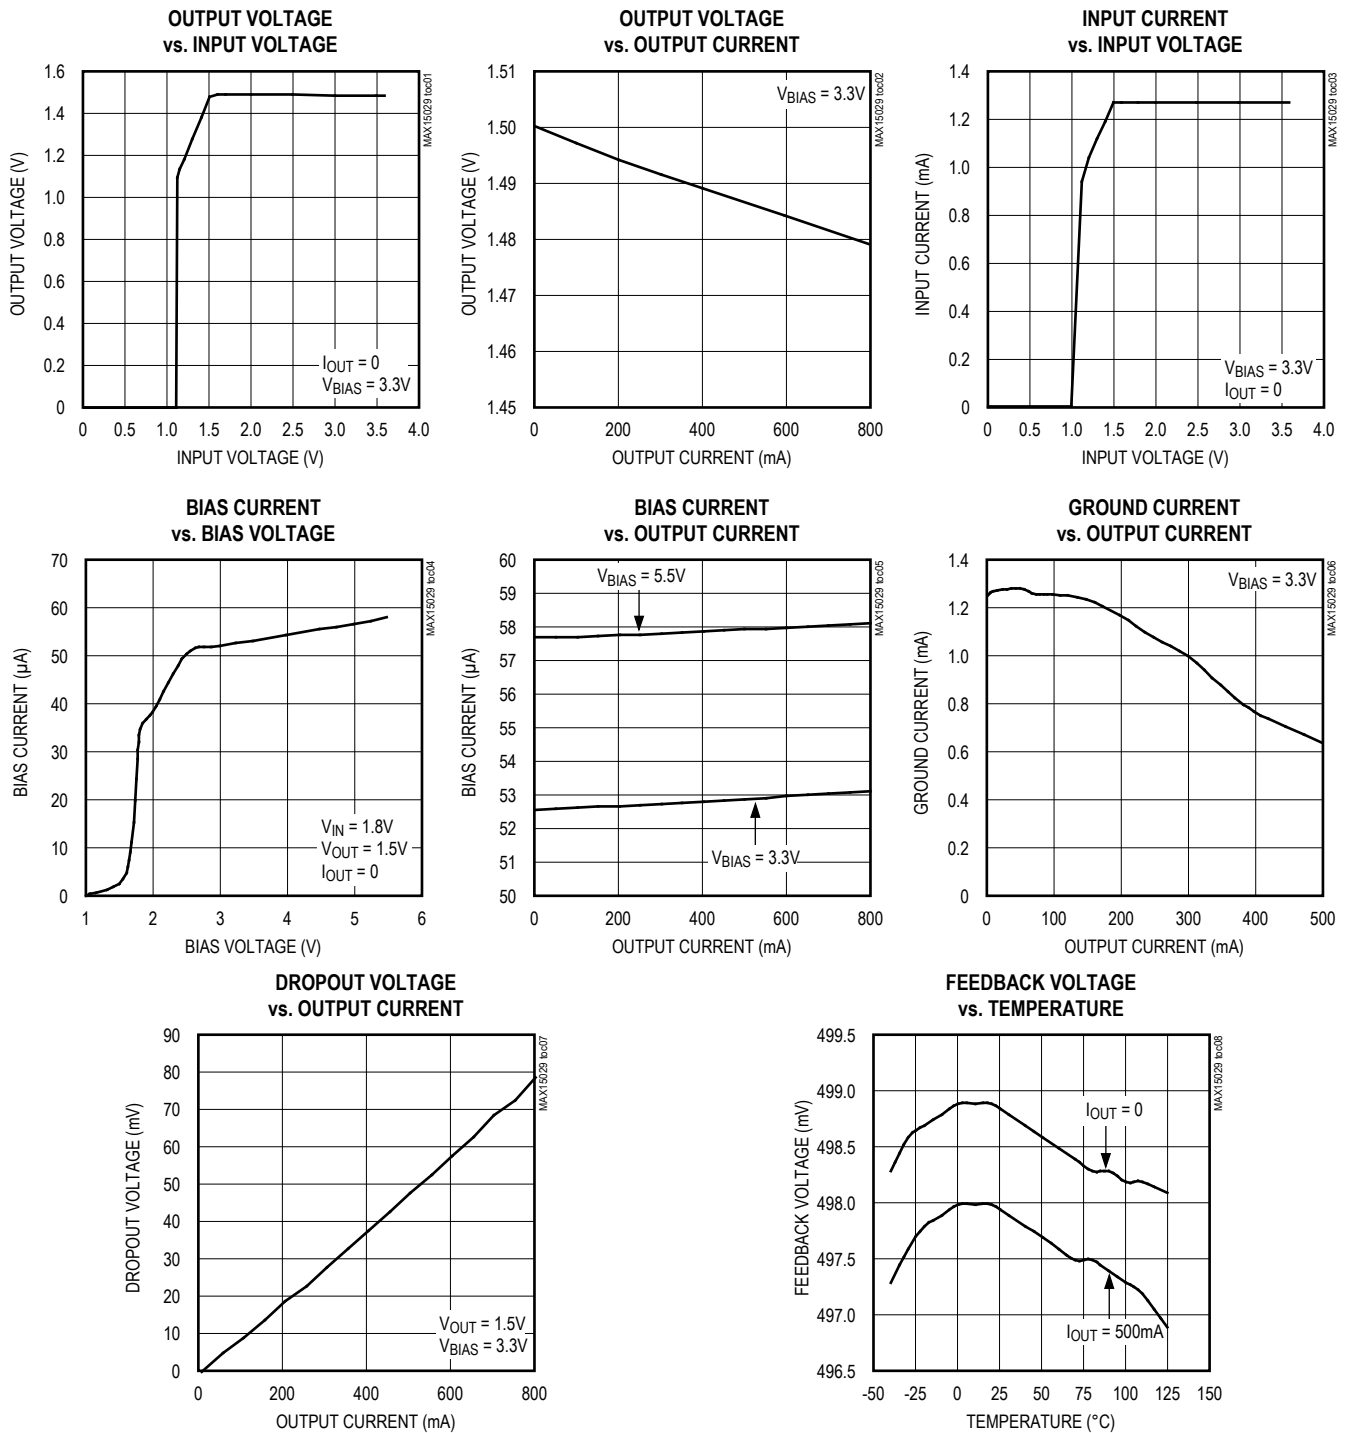 OUTPUT VOLTAGE
vs. INPUT VOLTAGE
1.6
1.4
1.2
1.0
0.8
0.6
0.4
0.2
0
OUTPUT VOLTAGE (V)
0 0.5 1.0 1.5 2.0 2.5 3.0 3.5 4.0
INPUT VOLTAGE (V)
IOUT = 0
VBIAS = 3.3V
MAX15029 toc01
OUTPUT VOLTAGE
vs. OUTPUT CURRENT
1.51
1.50
1.49
1.48
1.47
1.46
1.45
OUTPUT VOLTAGE (V)
0 200 400 600 800
OUTPUT CURRENT (mA)
VBIAS = 3.3V
MAX15029 toc02
INPUT CURRENT
vs. INPUT VOLTAGE
1.4
1.2
1.0
0.8
0.6
0.4
0.2
0
INPUT CURRENT (mA)
0 0.5 1.0 1.5 2.0 2.5 3.0 3.5 4.0
INPUT VOLTAGE (V)
VBIAS = 3.3V
IOUT = 0
MAX15029 toc03
BIAS CURRENT
vs. BIAS VOLTAGE
70
60
50
40
30
20
10
0
BIAS CURRENT (µA)
1 2 3 4 5 6
BIAS VOLTAGE (V)
VIN = 1.8V
VOUT = 1.5V
IOUT = 0
MAX15029 toc04
BIAS CURRENT
vs. OUTPUT CURRENT
60
59
58
57
56
55
54
53
52
51
50
BIAS CURRENT (µA)
0 200 400 600 800
OUTPUT CURRENT (mA)
VBIAS = 5.5V
VBIAS = 3.3V
MAX15029 toc05
GROUND CURRENT
vs. OUTPUT CURRENT
1.4
1.2
1.0
0.8
0.6
0.4
0.2
0
GROUND CURRENT (mA)
0 100 200 300 400 500
OUTPUT CURRENT (mA)
VBIAS = 3.3V
MAX15029 toc06
DROPOUT VOLTAGE
vs. OUTPUT CURRENT
90
80
70
60
50
40
30
20
10
0
DROPOUT VOLTAGE (mV)
0 200 400 600 800
OUTPUT CURRENT (mA)
VOUT = 1.5V
VBIAS = 3.3V
MAX15029 toc07
FEEDBACK VOLTAGE
vs. TEMPERATURE
499.5
499.0
498.5
498.0
497.5
497.0
496.5
FEEDBACK VOLTAGE (mV)
-50 -25 0 25 50 75 100 125 150
TEMPERATURE (°C)
IOUT = 0
IOUT = 500mA
MAX15029 toc08